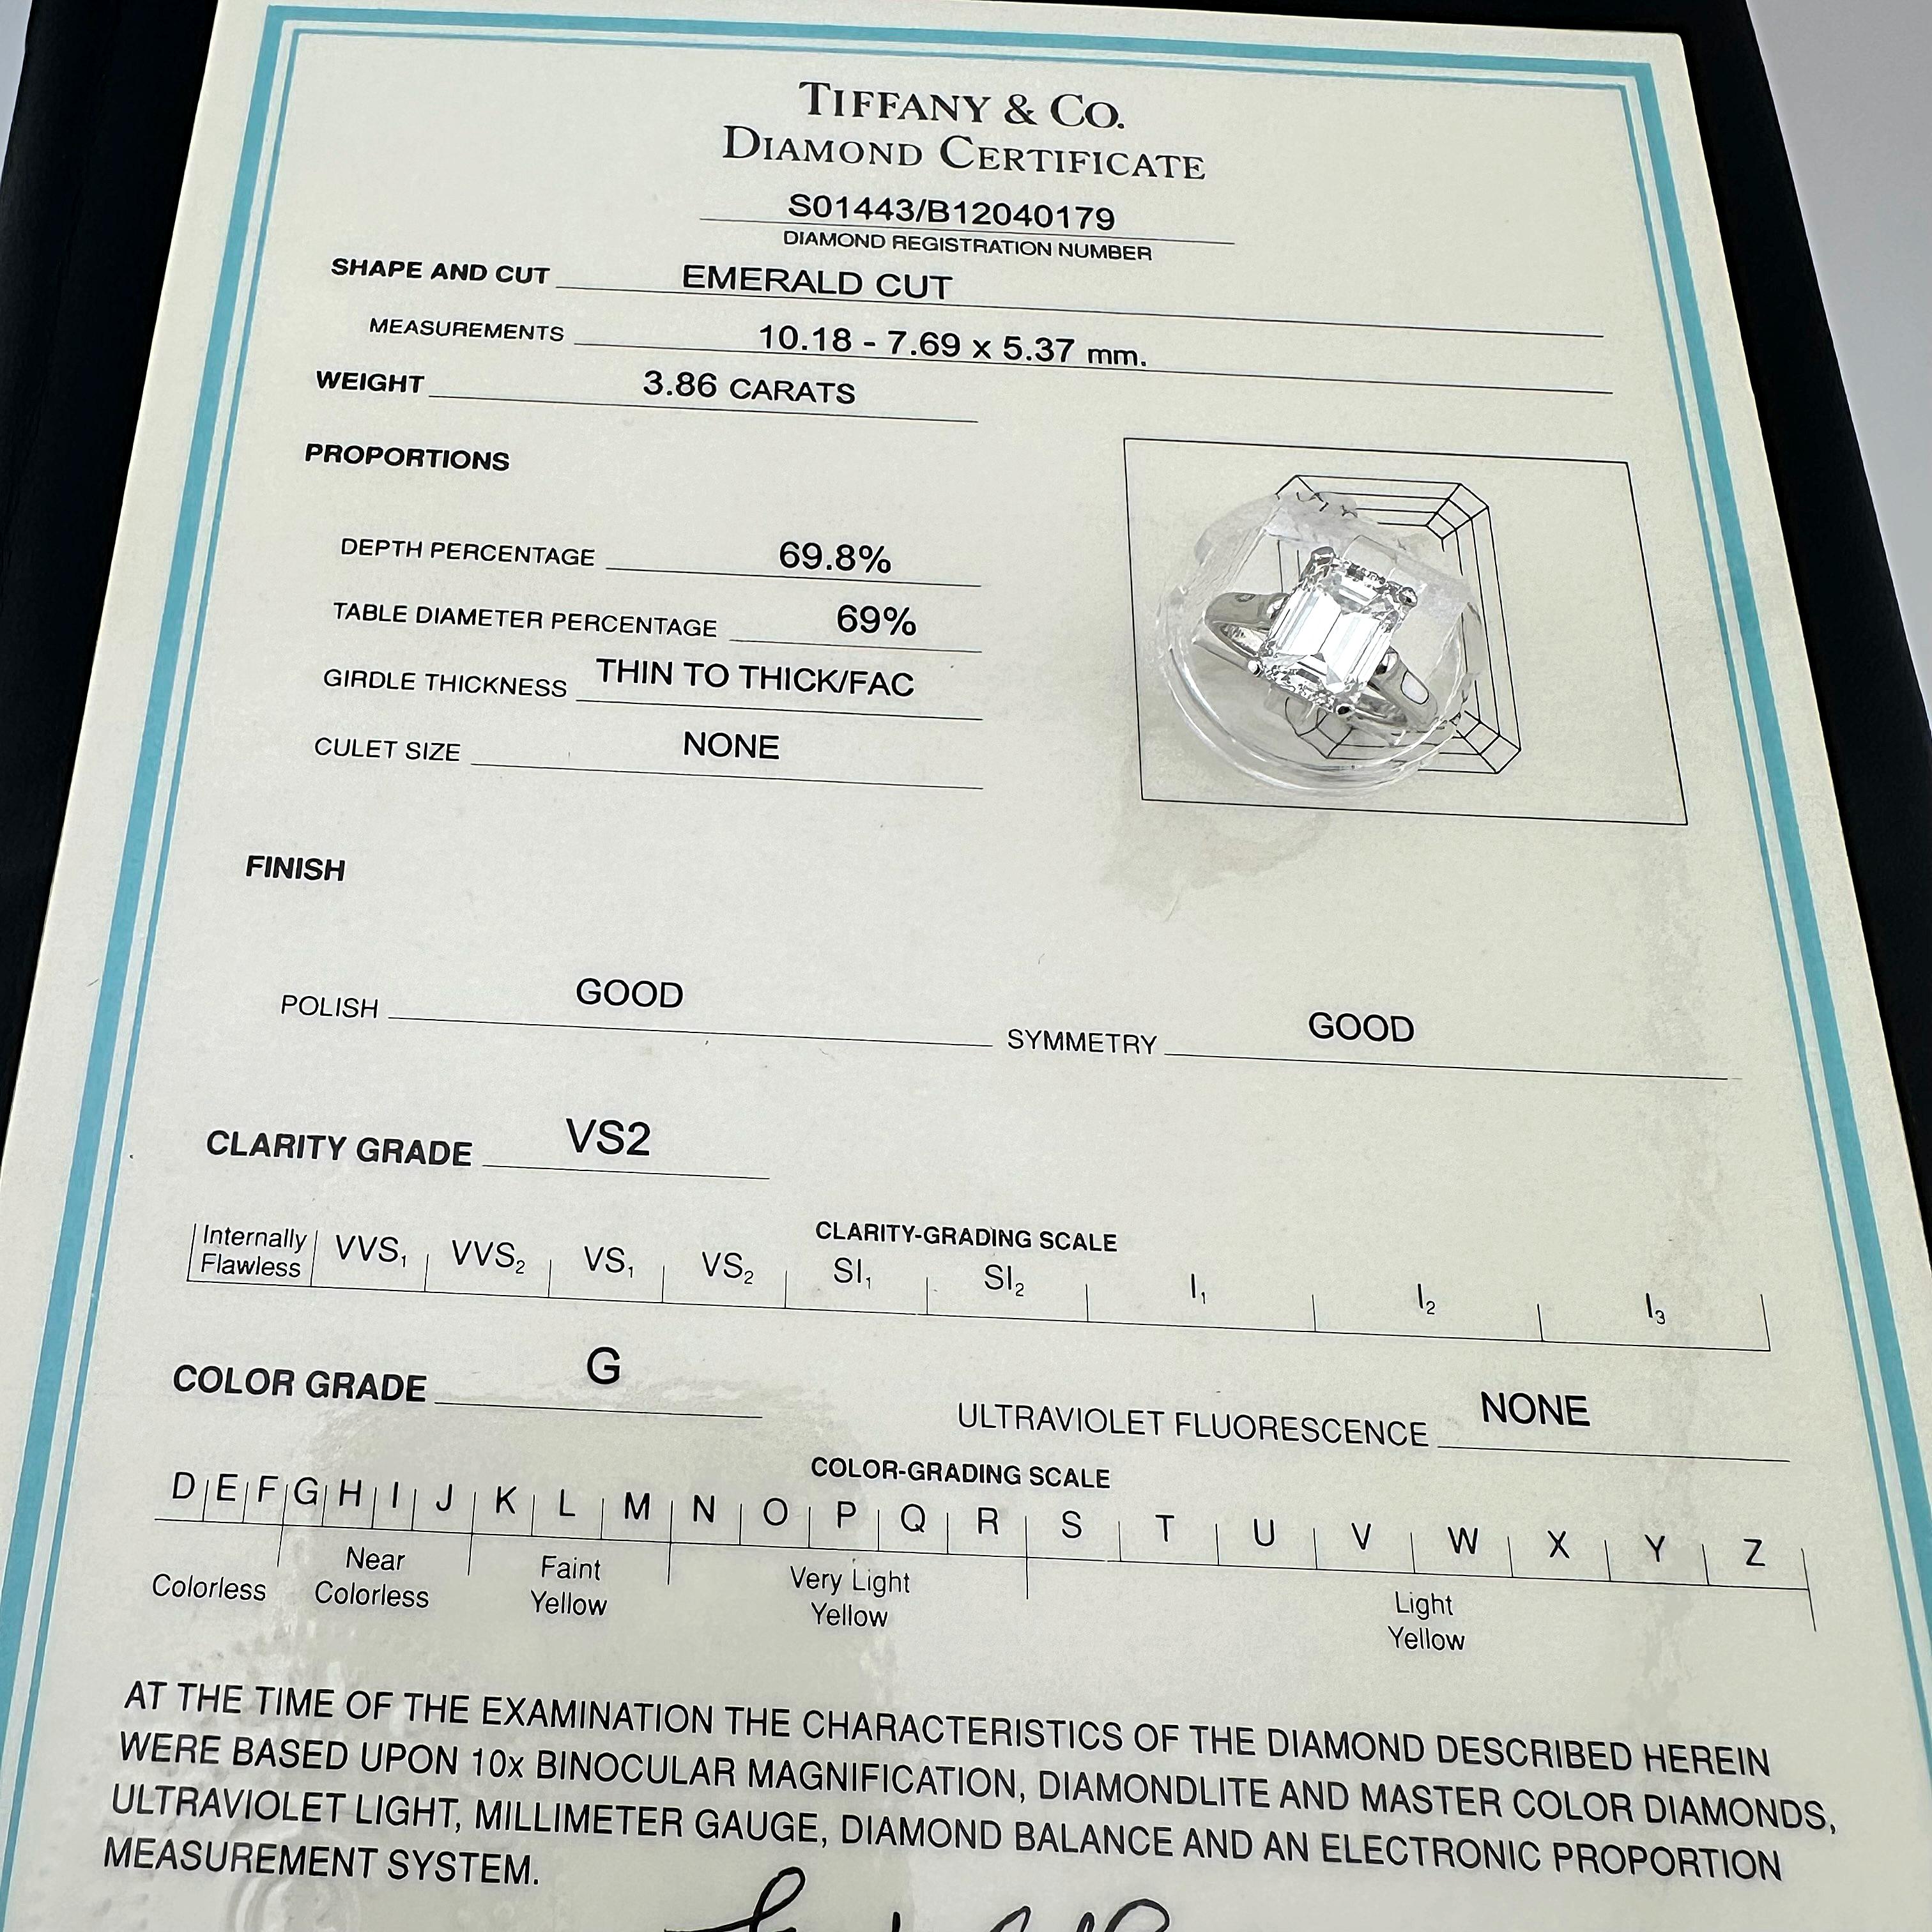 TIFFANY & CO.
DIAMOND CERTIFICATE
S01443/B12040179
DIAMOND REGISTRATION NUMBER
SHAPE AND CUT EMERALD CUT
MEASUREMENTS 10.18 - 7.69 x 5.37 mm.
WEIGHT 3.86 CARATS
PROPORTIONS
DEPTH PERCENTAGE 69.8%
TABLE DIAMETER PERCENTAGE 69%
GIRDLE THICKNESS THIN TO THICK/FAC
CULET SIZE NONE
FINISH
POLISH GOOD SYMMETRY GOOD
CLARITY GRADE VS2
CLARITY-GRADING SCALE
Internally Flawless VVS₁ VVS₂ VS₁ VS₂ SI₁ SI₂ I₁ I₂ I₃
COLOR GRADE G ULTRAVIOLET FLUORESCENCE NONE
COLOR-GRADING SCALE
D E F G H I J K L M N O P Q R S T U V W X Y Z
Colorless Near Colorless Faint Yellow Very Light Yellow Light Yellow
AT THE TIME OF THE EXAMINATION THE CHARACTERISTICS OF THE DIAMOND DESCRIBED HEREIN
WERE BASED UPON 10x BINOCULAR MAGNIFICATION, DIAMONDLITE AND MASTER COLOR DIAMONDS,
ULTRAVIOLET LIGHT, MILLIMETER GAUGE, DIAMOND BALANCE AND AN ELECTRONIC PROPORTION
MEASUREMENT SYSTEM.